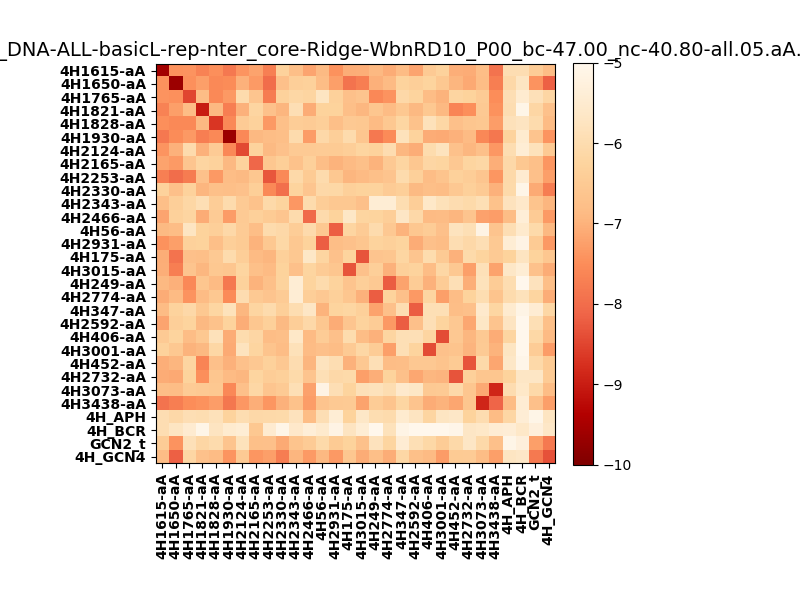 _DNA-ALL-basicL-rep-nter_core-Ridge-WbnRD10_P00_bc-47.00_nc-40.80-all.05.aA.
4H1615-aA
4H1650-aA
4H1765-aA
4H1821-aA
4H1828-aA
4H1930-aA
4H2124-aA
4H2165-aA
4H2253-aA
4H2330-aA
4H2343-aA
4H2466-aA
4H56-aA
4H2931-aA
4H175-aA
4H3015-aA
4H249-aA
4H2774-aA
4H347-aA
4H2592-aA
4H406-aA
4H3001-aA
4H452-aA
4H2732-aA
4H3073-aA
4H3438-aA
4H_APH
4H_BCR
GCN2_t
4H_GCN4
4H1615-aA
4H1650-aA
4H1765-aA
4H1821-aA
4H1828-aA
4H1930-aA
4H2124-aA
4H2165-aA
4H2253-aA
4H2330-aA
4H2343-aA
4H2466-aA
4H56-aA
4H2931-aA
4H175-aA
4H3015-aA
4H249-aA
4H2774-aA
4H347-aA
4H2592-aA
4H406-aA
4H3001-aA
4H452-aA
4H2732-aA
4H3073-aA
4H3438-aA
4H_APH
4H_BCR
GCN2_t
4H_GCN4
−5
−6
−7
−8
−9
−10